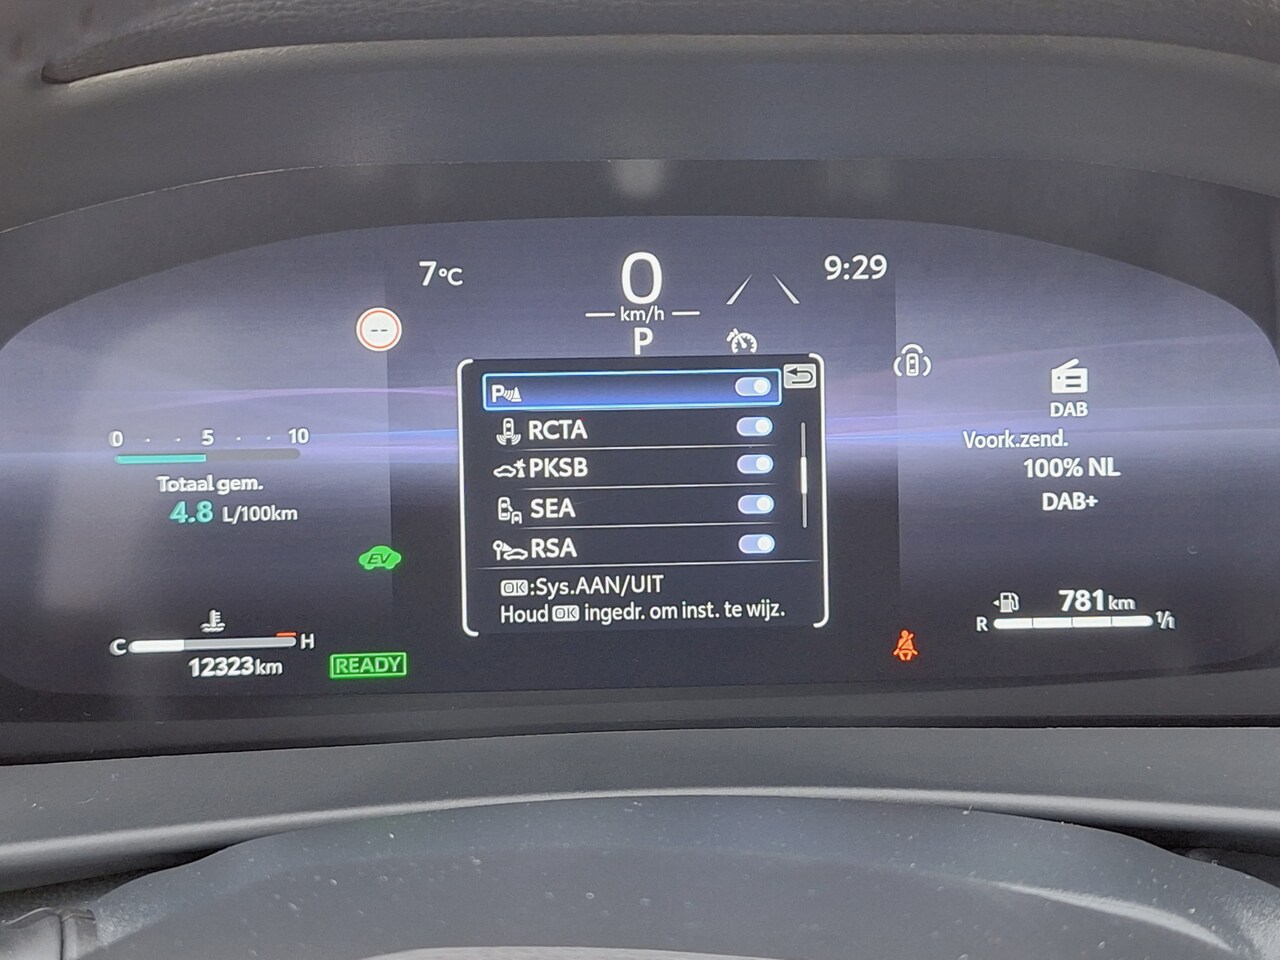 7°C
0
km/h
P
9:29
--
P
RCTA
PKSB
SEA
RSA
OK:Sys.AAN/UIT
Houd OK ingedr. om inst. te wijz.
0 5 10
Totaal gem.
4.8 L/100km
EV
C H
12323km
READY
DAB
Voork.zend.
100% NL
DAB+
781km
R 1/1